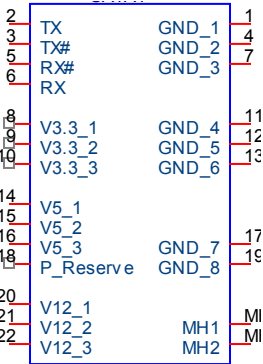 2 TX GND_1 1
3 TX# GND_2 4
5 RX# GND_3 7
6 RX
8 V3.3_1 GND_4 11
9 V3.3_2 GND_5 12
10 V3.3_3 GND_6 13
14 V5_1
15 V5_2
16 V5_3 GND_7 17
18 P_Reserve GND_8 19
20 V12_1
21 V12_2 MH1
22 V12_3 MH2